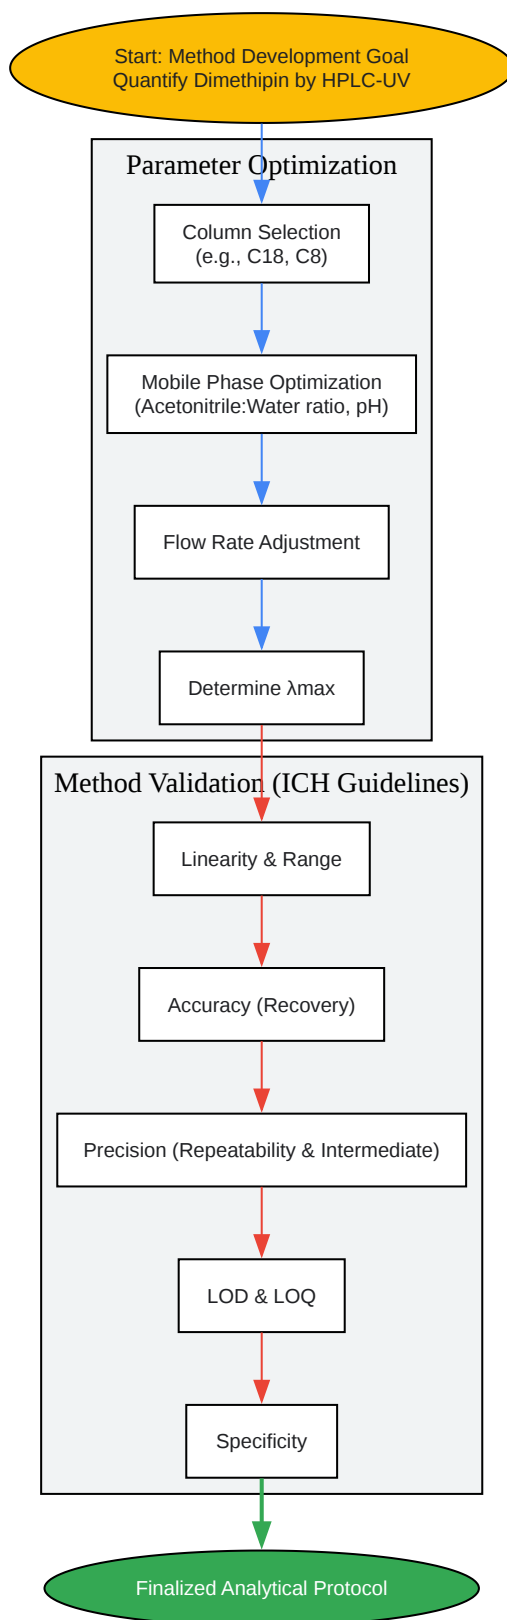 Start: Method Development Goal
Quantify Dimethipin by HPLC-UV
Parameter Optimization
Column Selection
(e.g., C18, C8)
Mobile Phase Optimization
(Acetonitrile:Water ratio, pH)
Flow Rate Adjustment
Determine λmax
Method Validation (ICH Guidelines)
Linearity & Range
Accuracy (Recovery)
Precision (Repeatability & Intermediate)
LOD & LOQ
Specificity
Finalized Analytical Protocol